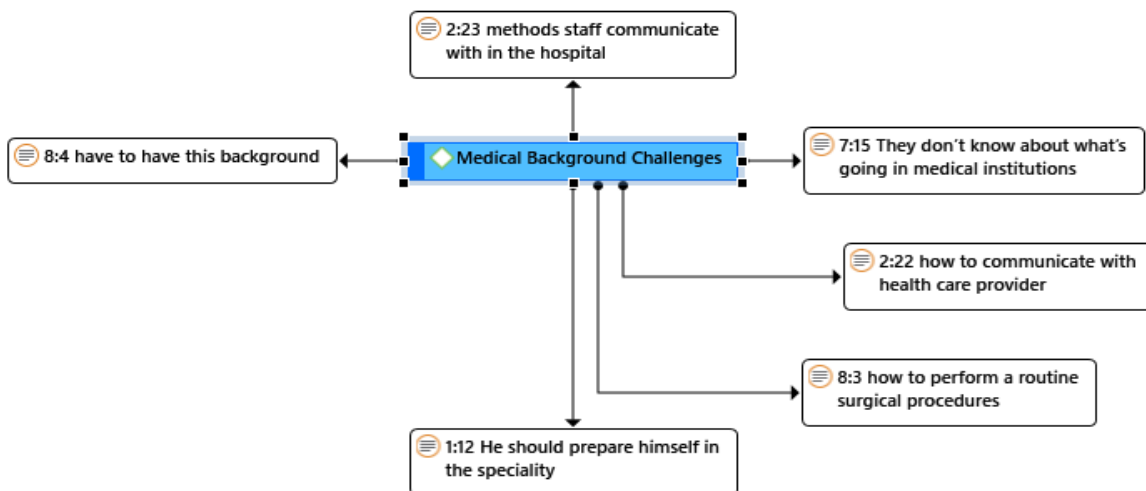 2:23 methods staff communicate
with in the hospital
8:4 have to have this background
Medical Background Challenges
7:15 They don't know about what's
going in medical institutions
2:22 how to communicate with
health care provider
8:3 how to perform a routine
surgical procedures
1:12 He should prepare himself in
the speciality